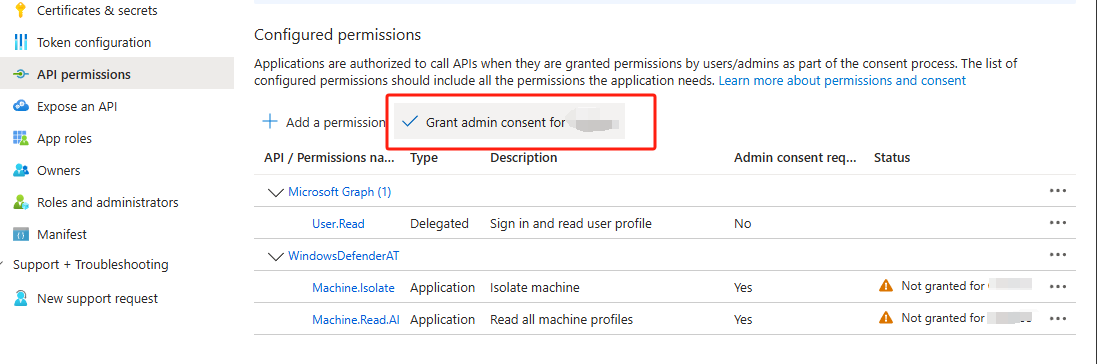 Certificates & secrets
Token configuration
API permissions
Expose an API
App roles
Owners
Roles and administrators
Manifest
Support + Troubleshooting
New support request
Configured permissions
Applications are authorized to call APIs when they are granted permissions by users/admins as part of the consent process. The list of
configured permissions should include all the permissions the application needs. Learn more about permissions and consent
Add a permission Grant admin consent for
API / Permissions na... Type Description Admin consent req... Status
Microsoft Graph (1)
User.Read Delegated Sign in and read user profile No
WindowsDefenderAT
Machine.Isolate Application Isolate machine Yes Not granted for
Machine.Read.Al Application Read all machine profiles Yes Not granted for